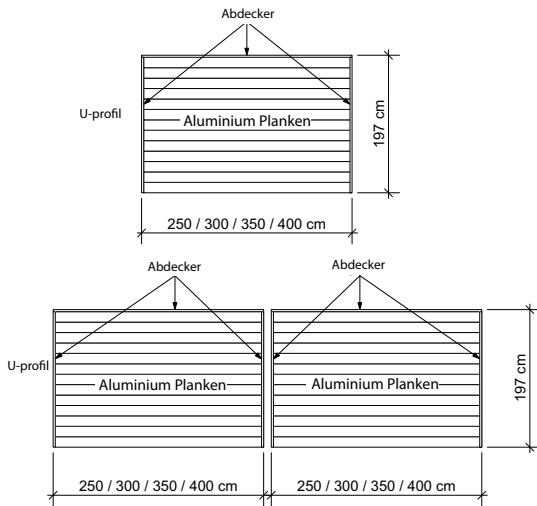 Abdecker
U-profil
Aluminium Planken
197 cm
250 / 300 / 350 / 400 cm
Abdecker
Abdecker
U-profil
Aluminium Planken
Aluminium Planken
197 cm
250 / 300 / 350 / 400 cm
250 / 300 / 350 / 400 cm